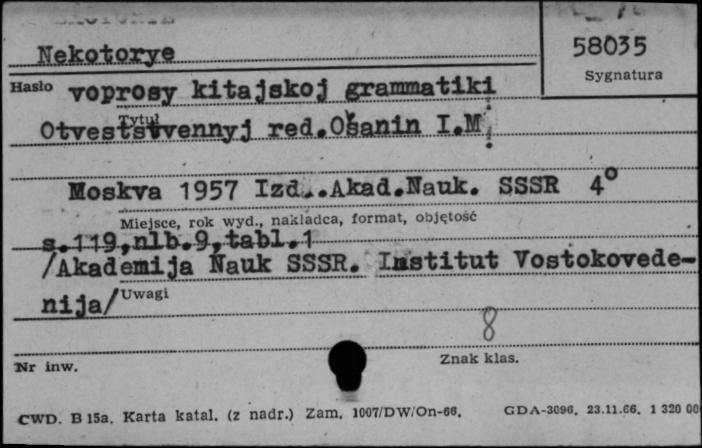 Nekotorye
58035
Sygnatura
Hasło voprosy kitajskoj grammatiki
Tytuł
Otveststvennyj red.Ošanin I.M.
Moskva 1957 Izd..Akad.Nauk. SSSR 4°
Miejsce, rok wyd., nakładca, format, objętość
s.119,nlb.9,tabl.1
/Akademija Nauk SSSR. Institut Vostokovede-
nija/ Uwagi
8
Nr inw.
Znak klas.
CWD. B 15a. Karta katal. (z nadr.) Zam. 1007/DW/On-66. GDA-3096. 23.11.66. 1 320 00